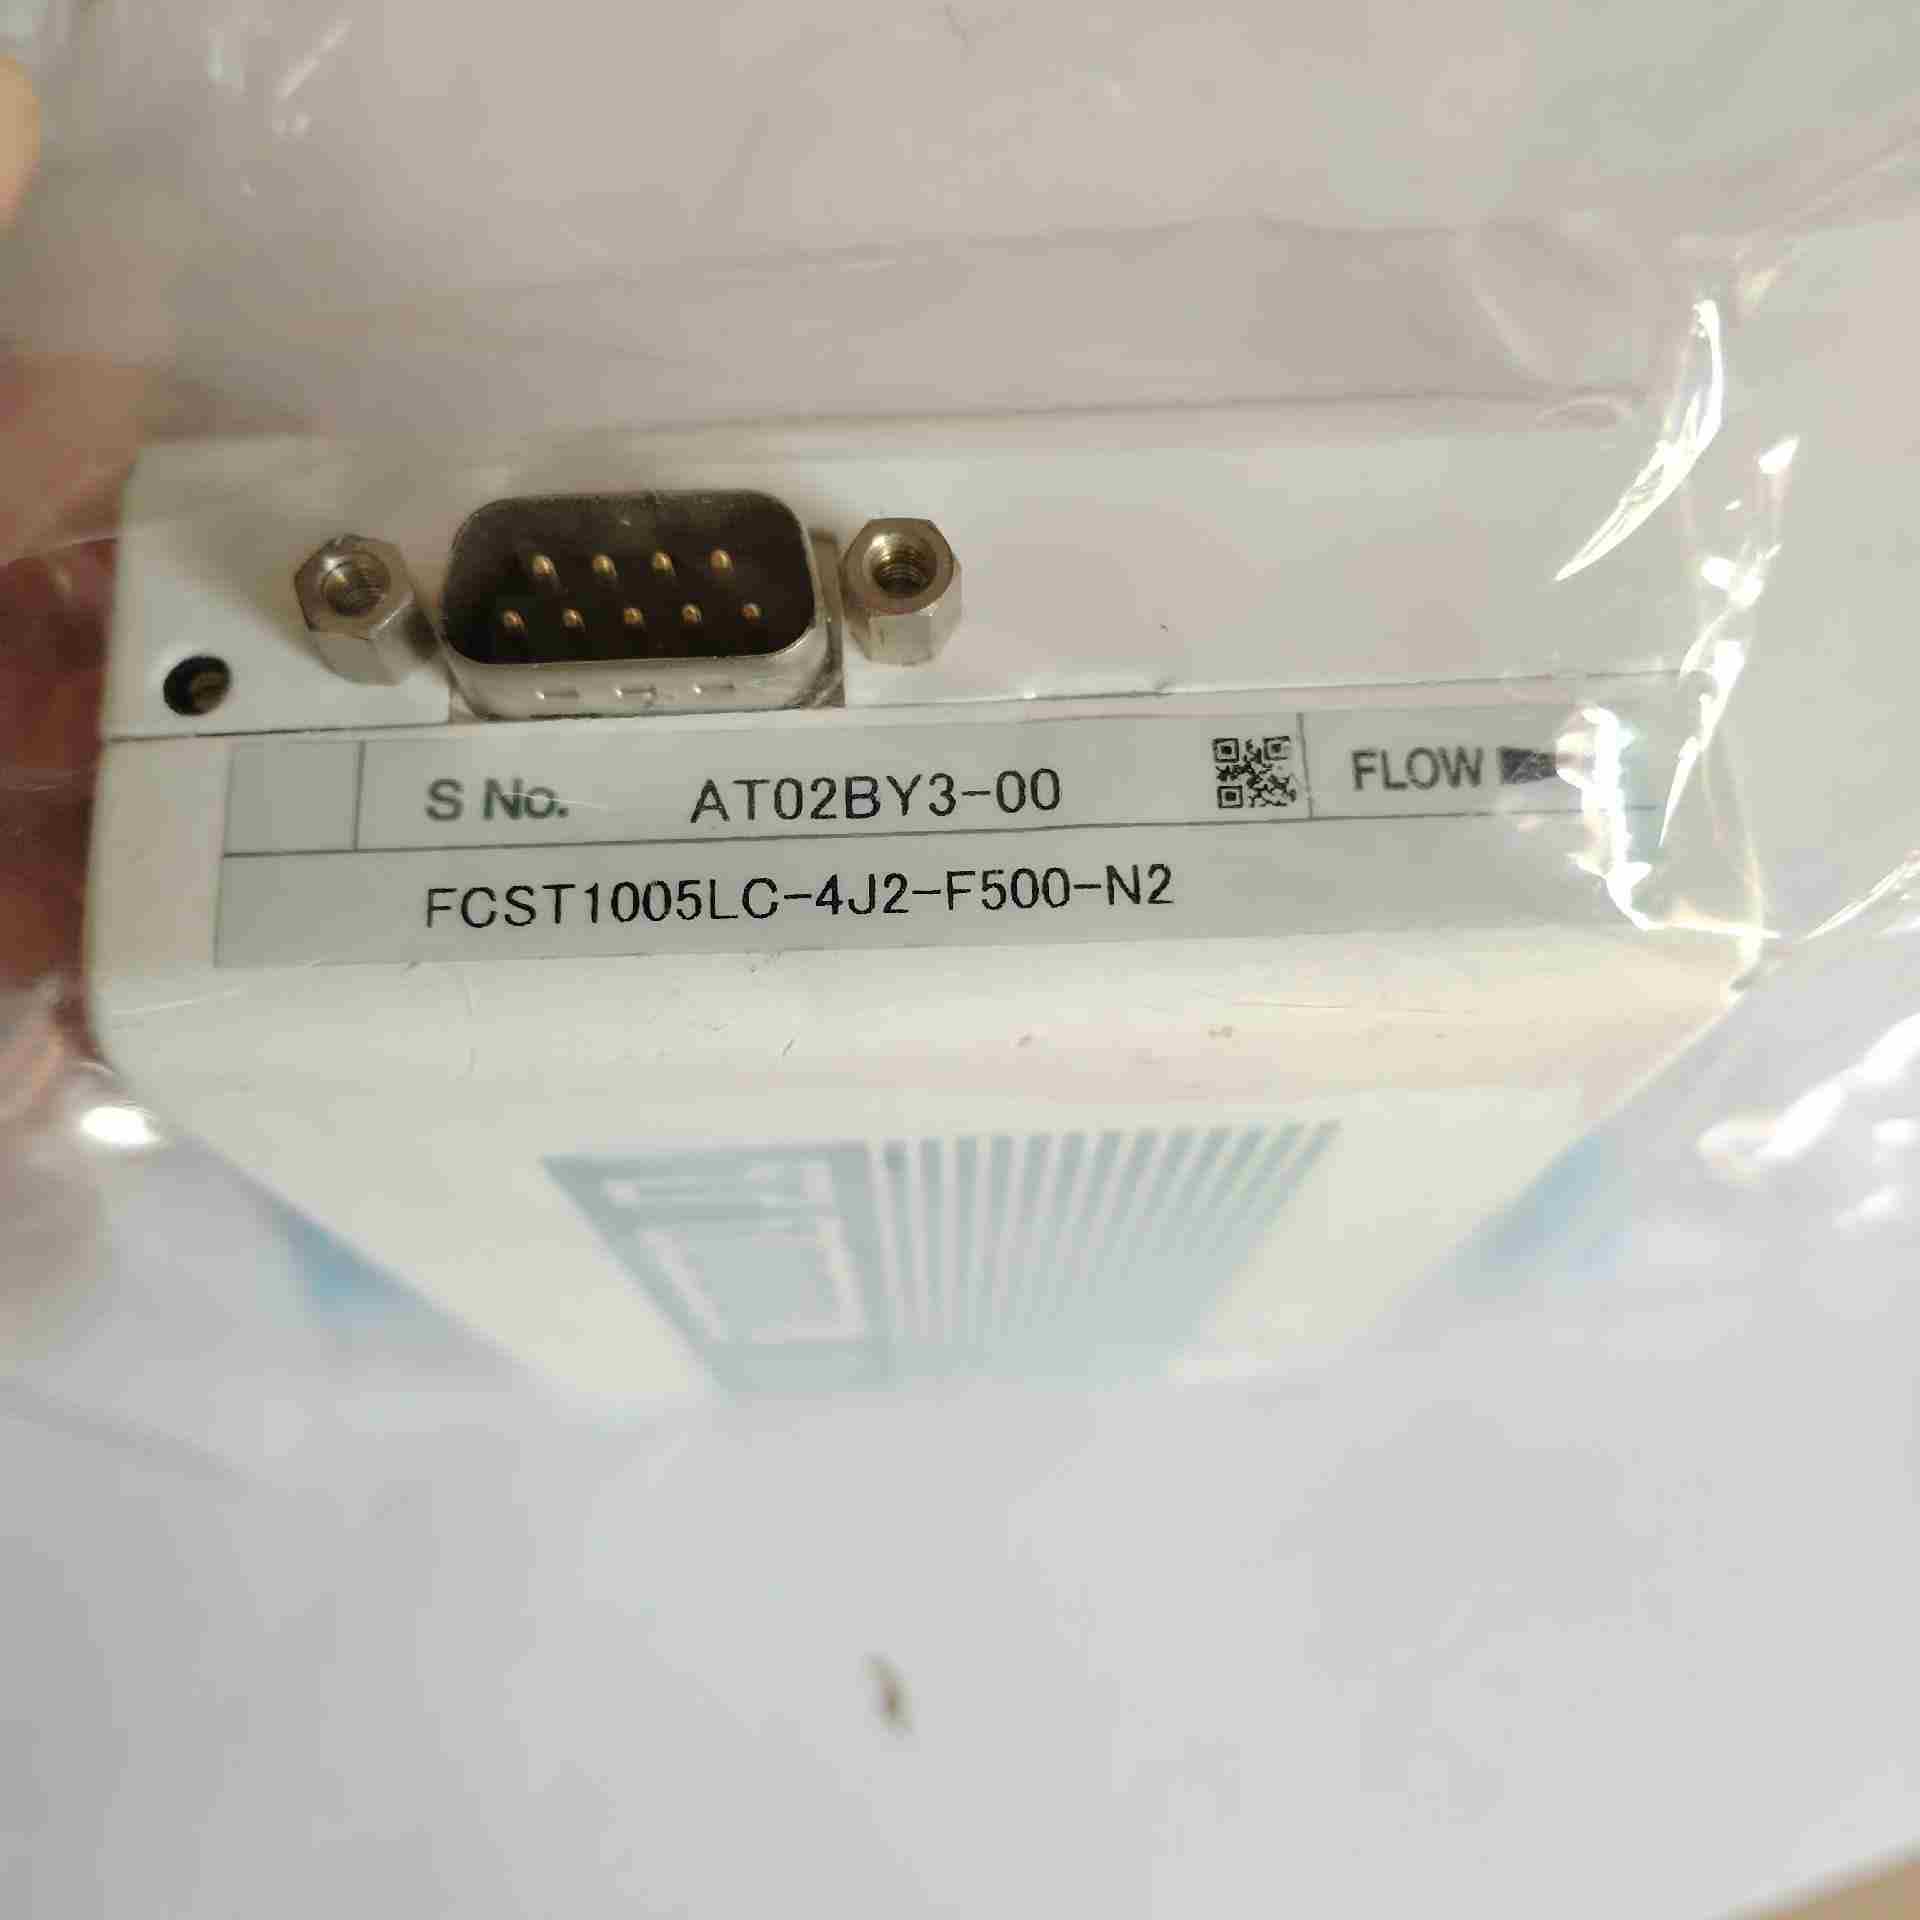 S No. AT02BY3-00 FLOW
FCST1005LC-4J2-F500-N2